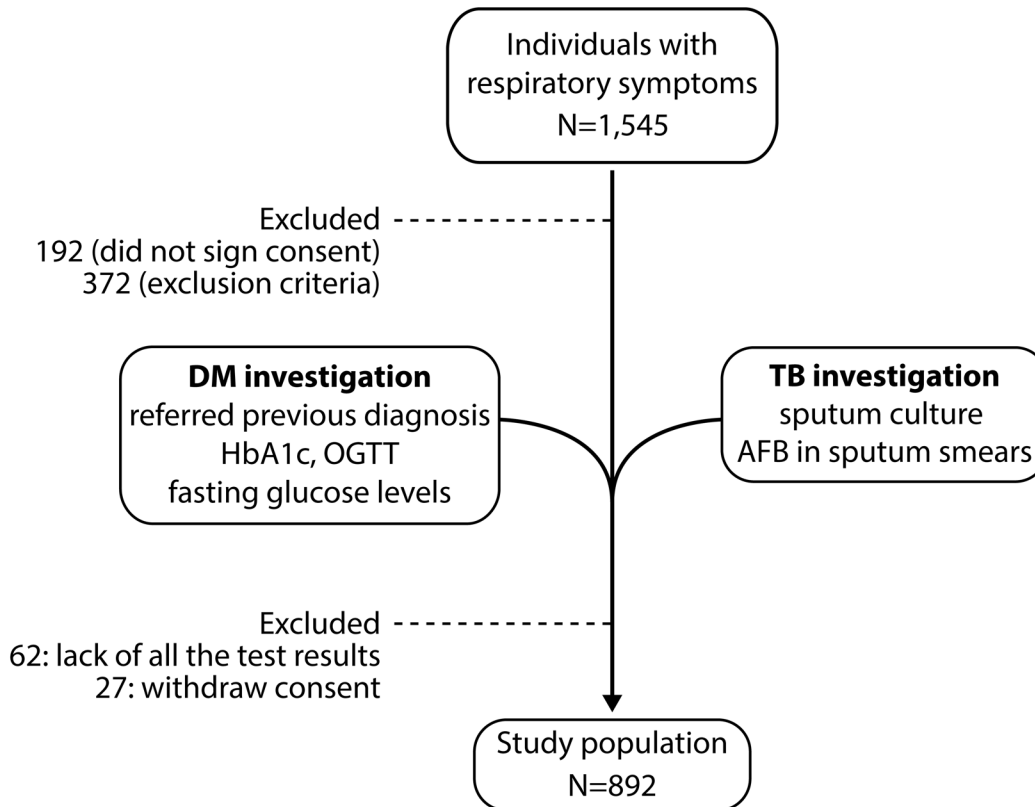 Individuals with
respiratory symptoms
N=1,545
Excluded
192 (did not sign consent)
372 (exclusion criteria)
DM investigation
referred previous diagnosis
HbA1c, OGTT
fasting glucose levels
TB investigation
sputum culture
AFB in sputum smears
Excluded
62: lack of all the test results
27: withdraw consent
Study population
N=892